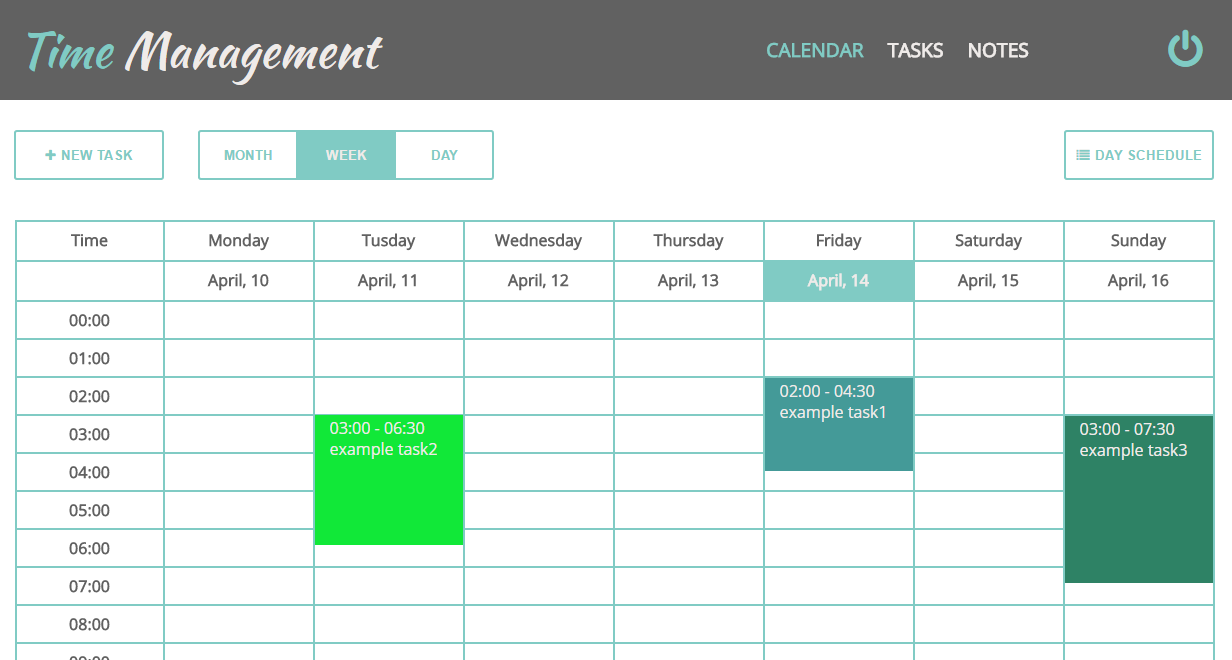 Time Management
CALENDAR TASKS NOTES
NEW TASK MONTH WEEK DAY DAY SCHEDULE
Time Monday Tusday Wednesday Thursday Friday Saturday Sunday
April, 10 April, 11 April, 12 April, 13 April, 14 April, 15 April, 16
00:00
01:00
02:00
02:00 - 04:30
example task1
03:00
03:00 - 06:30
example task2
03:00 - 07:30
example task3
04:00
05:00
06:00
07:00
08:00
09:00